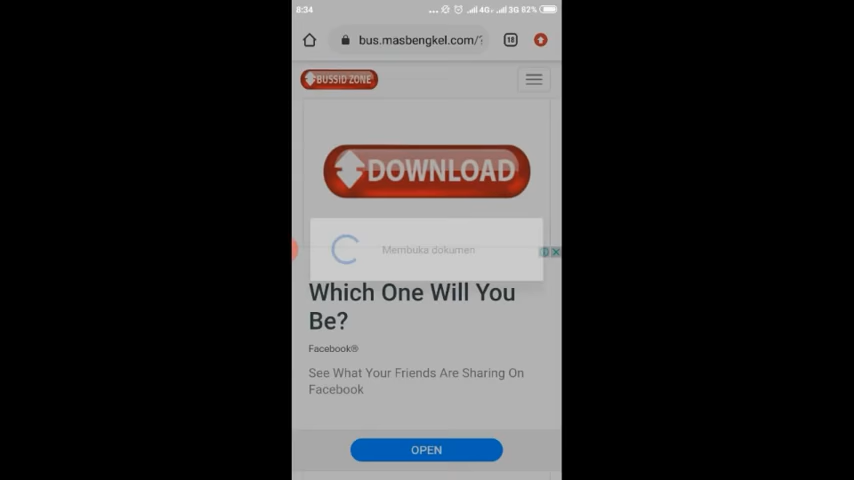 8:34
... 4G 3G 82%
bus.masbengkel.com/?
18
BUSSID ZONE
DOWNLOAD
Membuka dokumen
Which One Will You
Be?
Facebook®
See What Your Friends Are Sharing On
Facebook
OPEN